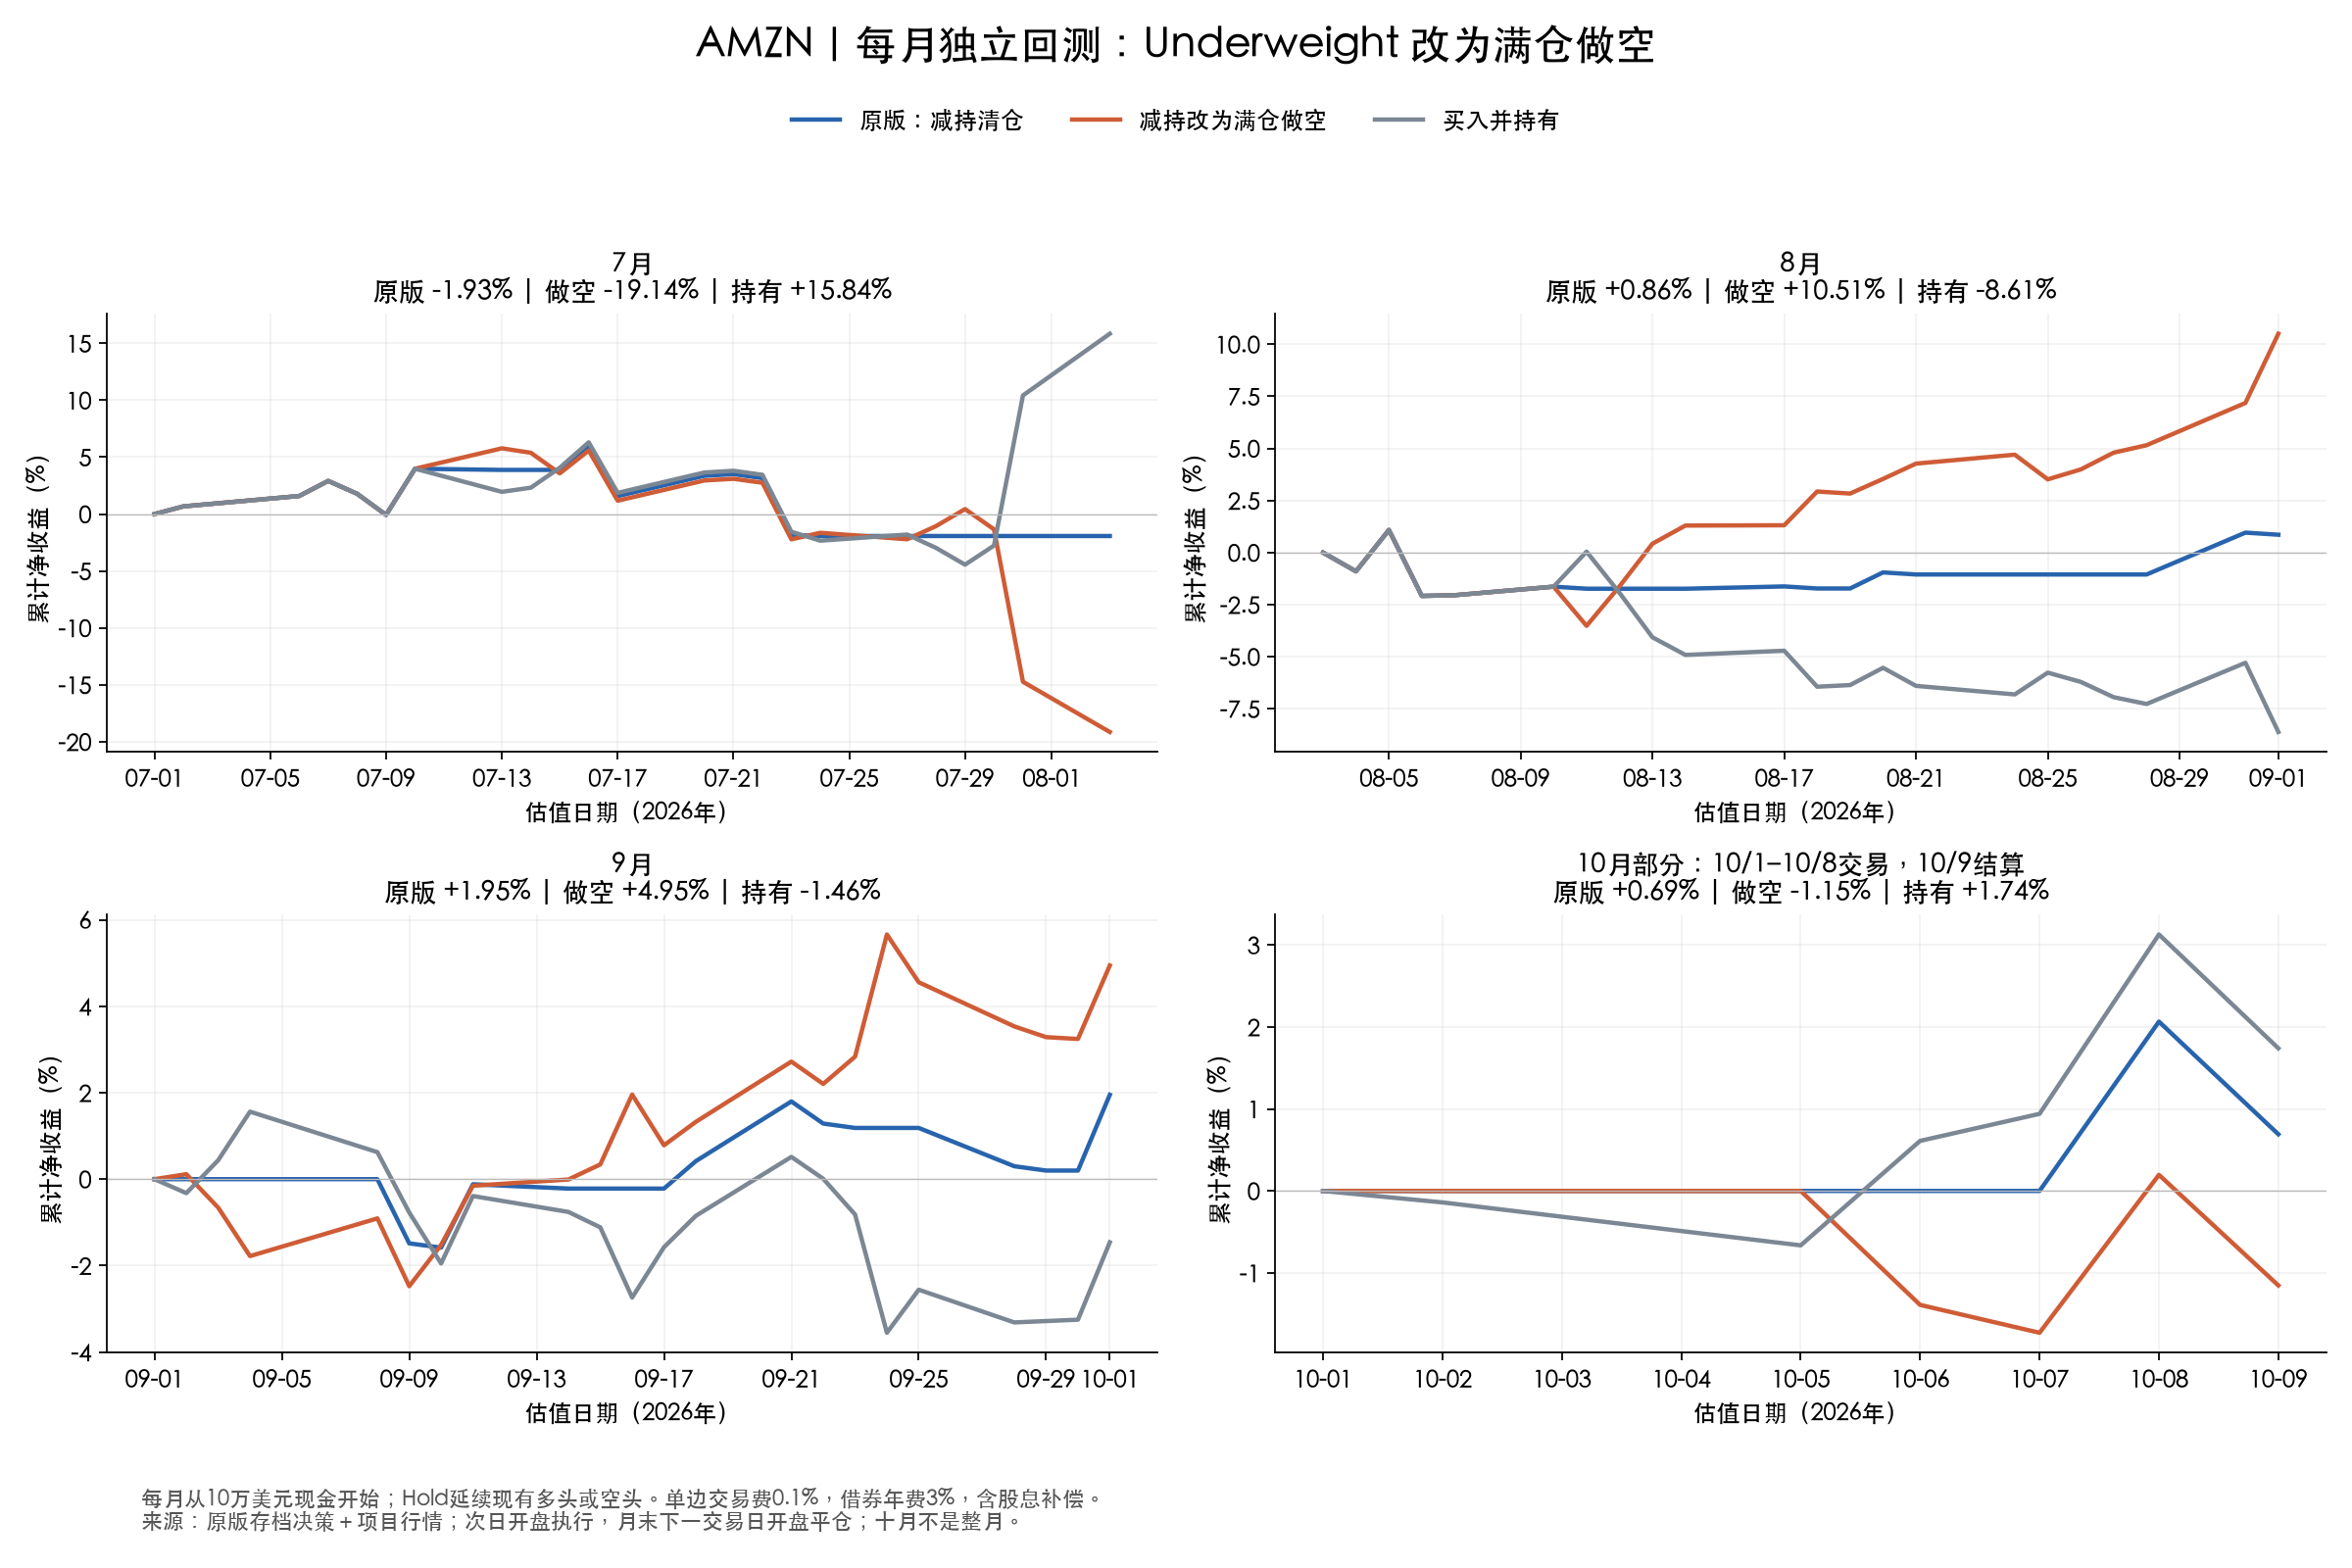 AMZN｜每月独立回测：Underweight 改为满仓做空
原版：减持清仓
减持改为满仓做空
买入并持有
7月
原版 -1.93%｜做空 -19.14%｜持有 +15.84%
累计净收益（%）
15
10
5
0
-5
-10
-15
-20
07-01 07-05 07-09 07-13 07-17 07-21 07-25 07-29 08-01
估值日期（2026年）
8月
原版 +0.86%｜做空 +10.51%｜持有 -8.61%
累计净收益（%）
10.0
7.5
5.0
2.5
0.0
-2.5
-5.0
-7.5
08-05 08-09 08-13 08-17 08-21 08-25 08-29 09-01
估值日期（2026年）
9月
原版 +1.95%｜做空 +4.95%｜持有 -1.46%
累计净收益（%）
6
4
2
0
-2
-4
09-01 09-05 09-09 09-13 09-17 09-21 09-25 09-29 10-01
估值日期（2026年）
10月部分：10/1–10/8交易，10/9结算
原版 +0.69%｜做空 -1.15%｜持有 +1.74%
累计净收益（%）
3
2
1
0
-1
10-01 10-02 10-03 10-04 10-05 10-06 10-07 10-08 10-09
估值日期（2026年）
每月从10万美元现金开始；Hold延续现有多头或空头。单边交易费0.1%，借券年费3%，含股息补偿。
来源：原版存档决策＋项目行情；次日开盘执行，月末下一交易日开盘平仓；十月不是整月。